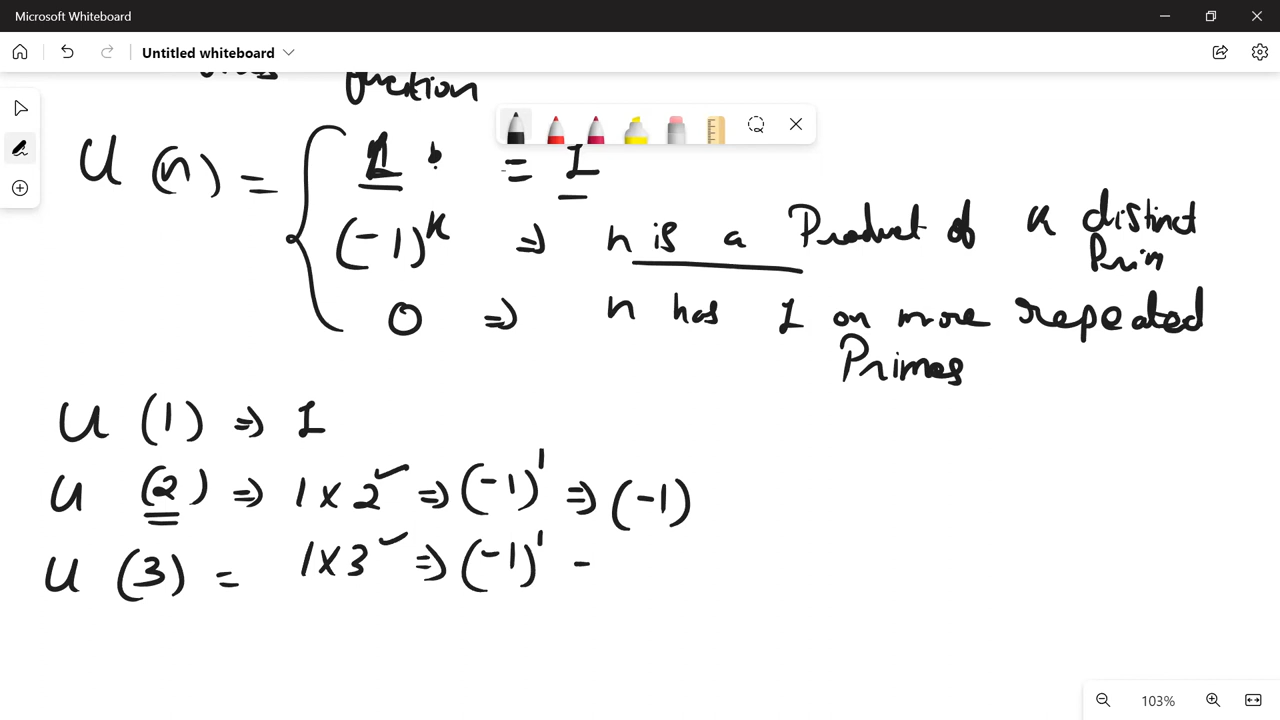 Microsoft Whiteboard
Untitled whiteboard
function
U (n) = { 1 = 1
(-1)^k => n is a Product of k distinct
Prim
0 => n has 1 or more repeated
Primes
U (1) => 1
U (2) => 1 x 2 ✓ => (-1)^1 => (-1)
U (3) = 1 x 3 ✓ => (-1)^1 -
103%